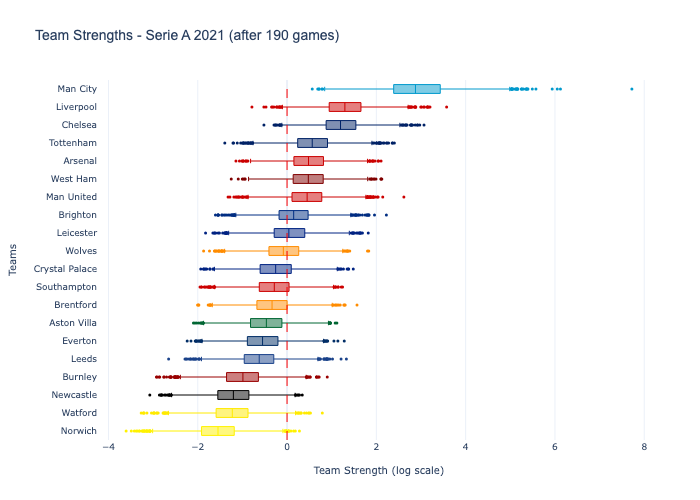 Team Strengths - Serie A 2021 (after 190 games)
Teams
Man City
Liverpool
Chelsea
Tottenham
Arsenal
West Ham
Man United
Brighton
Leicester
Wolves
Crystal Palace
Southampton
Brentford
Aston Villa
Everton
Leeds
Burnley
Newcastle
Watford
Norwich
−4 −2 0 2 4 6 8
Team Strength (log scale)